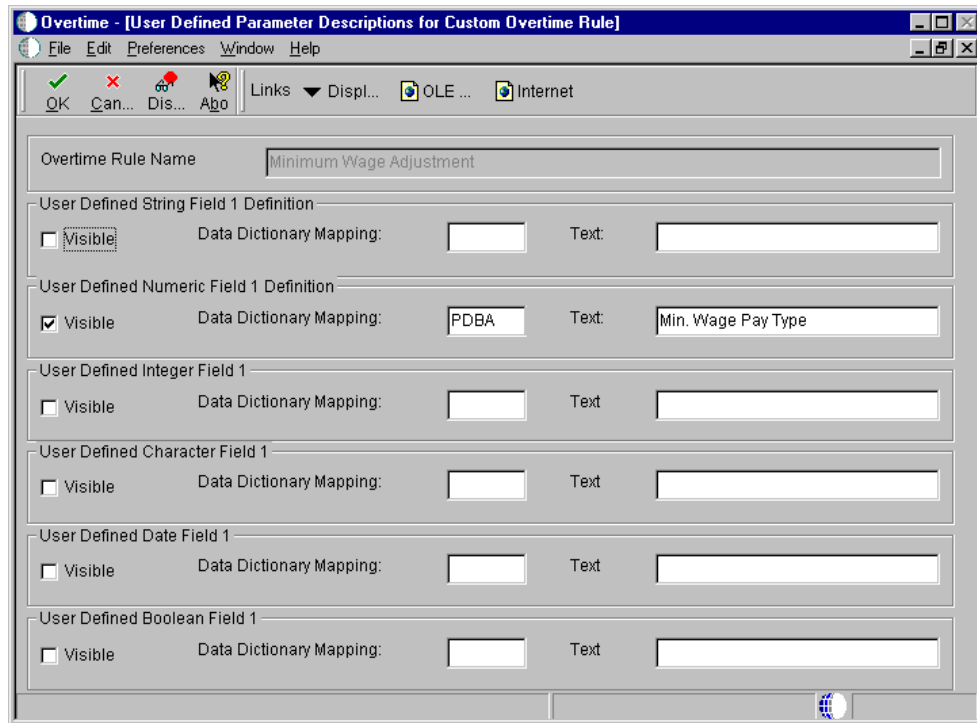 Overtime - [User Defined Parameter Descriptions for Custom Overtime Rule]
File Edit Preferences Window Help
OK Can... Dis... Abo Links Displ... OLE ... Internet
Overtime Rule Name Minimum Wage Adjustment
User Defined String Field 1 Definition
Visible Data Dictionary Mapping: Text:
User Defined Numeric Field 1 Definition
Visible Data Dictionary Mapping: PDBA Text: Min. Wage Pay Type
User Defined Integer Field 1
Visible Data Dictionary Mapping: Text
User Defined Character Field 1
Visible Data Dictionary Mapping: Text
User Defined Date Field 1
Visible Data Dictionary Mapping: Text
User Defined Boolean Field 1
Visible Data Dictionary Mapping: Text